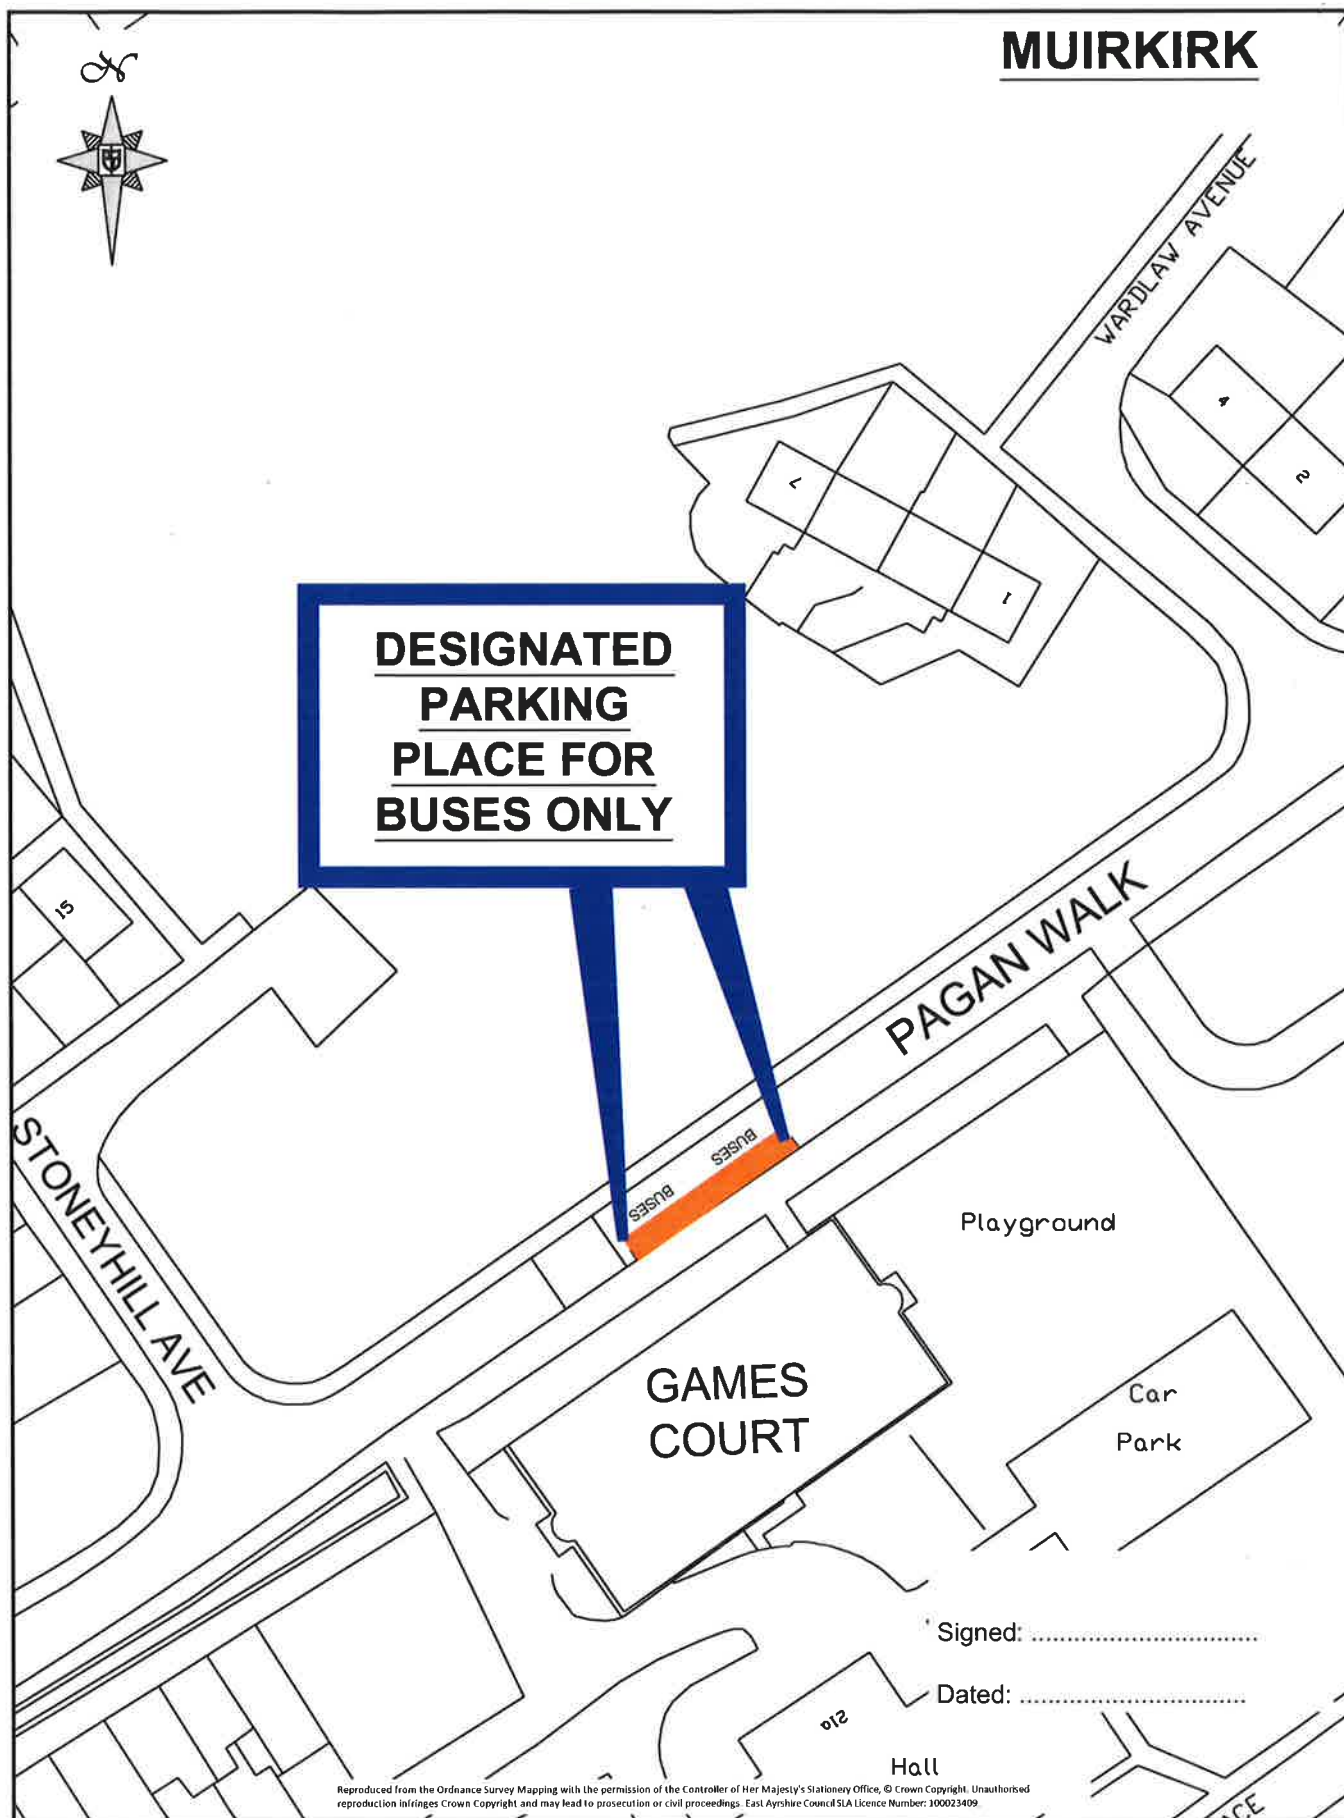 MUIRKIRK
N
WARDLAW AVENUE
4
2
7
1
DESIGNATED
PARKING
PLACE FOR
BUSES ONLY
15
PAGAN WALK
STONEYHILL AVE
BUSES
BUSES
Playground
GAMES
COURT
Car
Park
Signed: ................................
Dated: ................................
51a
Hall
Reproduced from the Ordnance Survey Mapping with the permission of the Controller of Her Majesty's Stationery Office, © Crown Copyright. Unauthorised
reproduction infringes Crown Copyright and may lead to prosecution or civil proceedings. East Ayrshire Council SLA Licence Number: 100023409